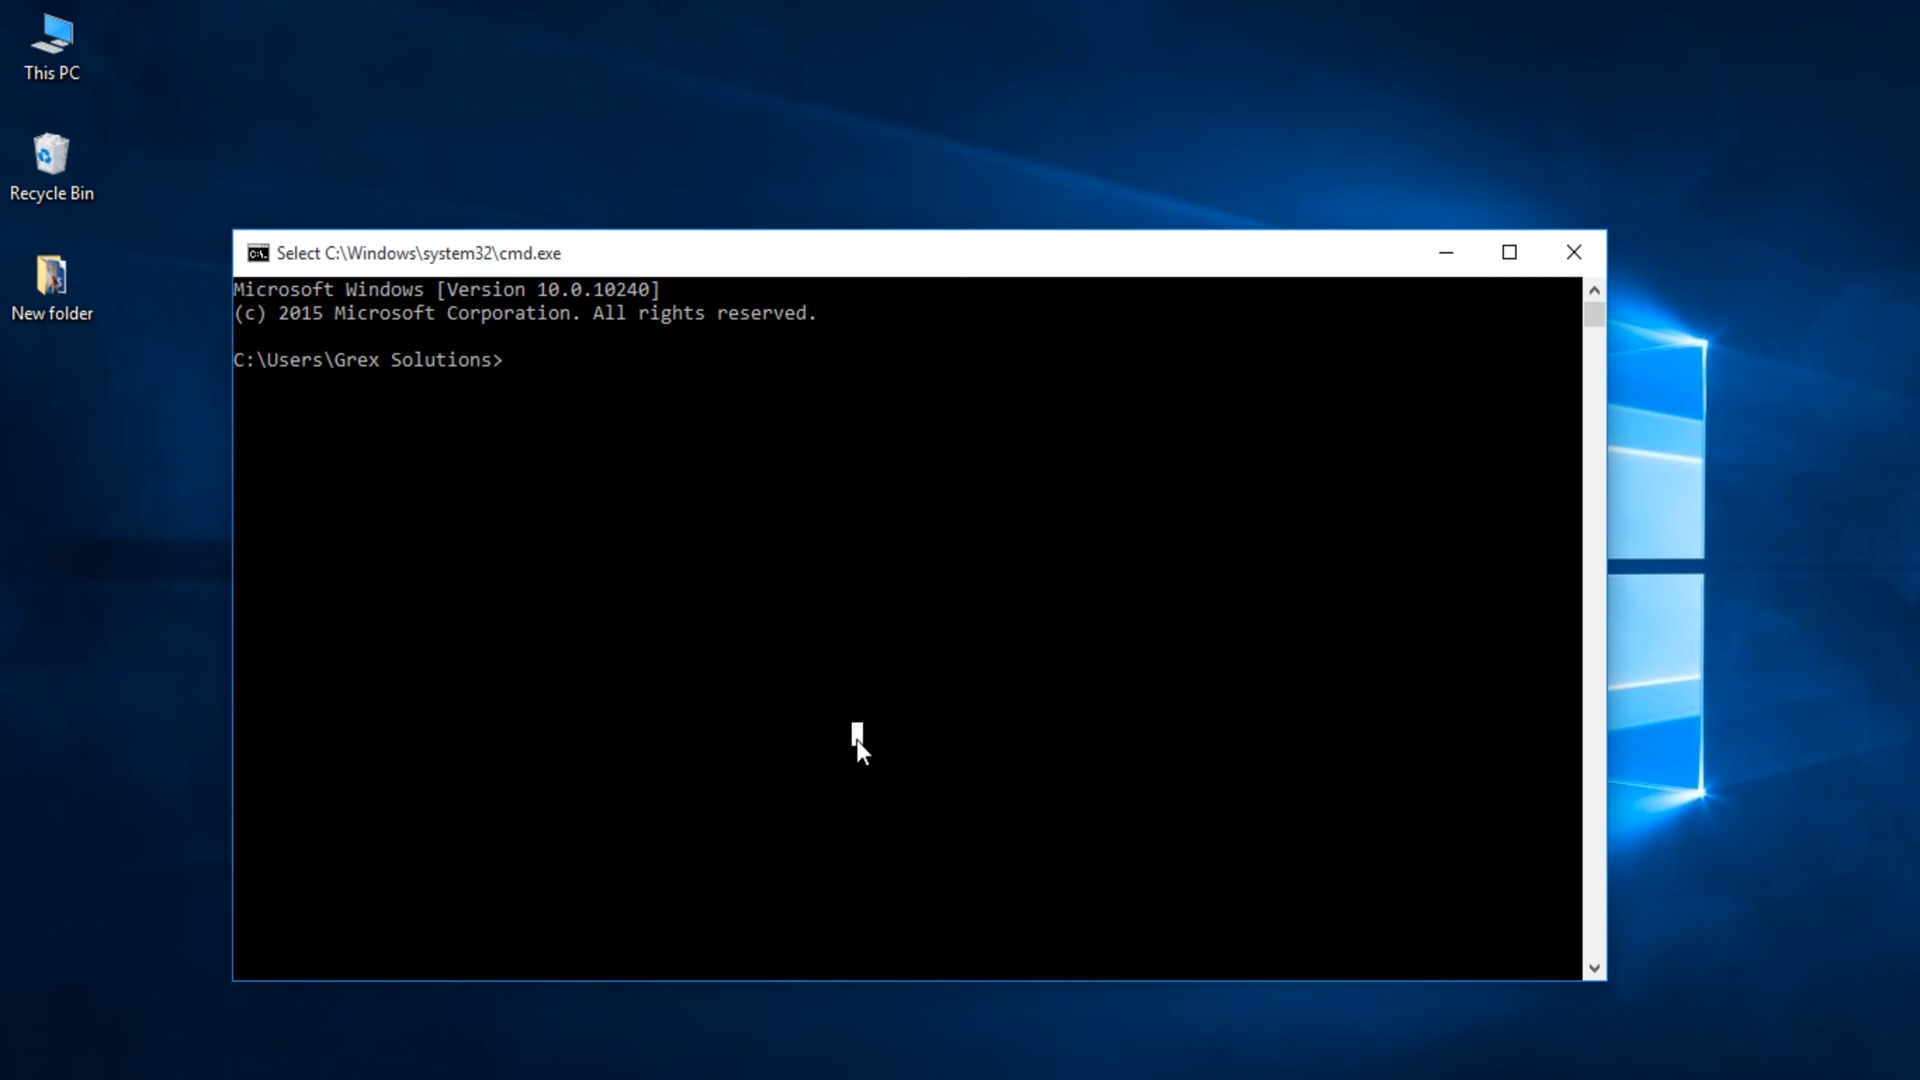 This PC
Recycle Bin
New folder
Select C:\Windows\system32\cmd.exe
Microsoft Windows [Version 10.0.10240]
(c) 2015 Microsoft Corporation. All rights reserved.
C:\Users\Grex Solutions>